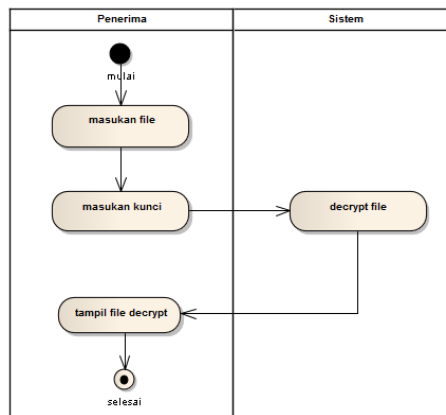 Penerima
Sistem
mulai
masukan file
masukan kunci
decrypt file
tampil file decrypt
selesai